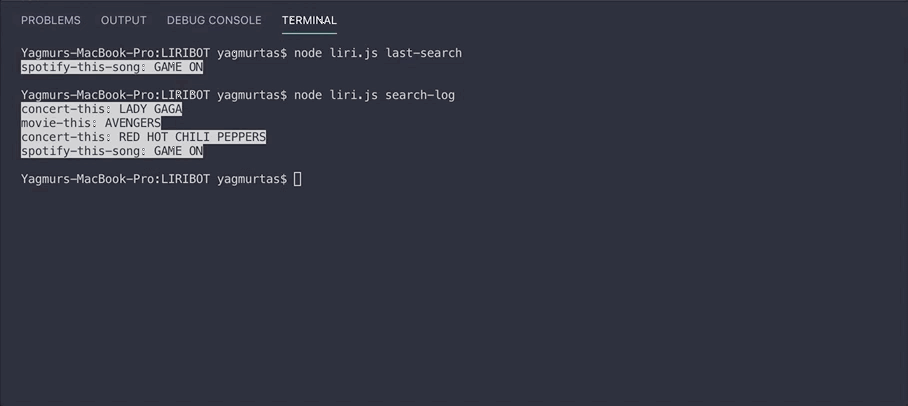 PROBLEMS OUTPUT DEBUG CONSOLE TERMINAL
Yagmurs-MacBook-Pro:LIRIBOT yagmurtas$ node liri.js last-search
spotify-this-song: GAME ON
Yagmurs-MacBook-Pro:LIRIBOT yagmurtas$ node liri.js search-log
concert-this: LADY GAGA
movie-this: AVENGERS
concert-this: RED HOT CHILI PEPPERS
spotify-this-song: GAME ON
Yagmurs-MacBook-Pro:LIRIBOT yagmurtas$